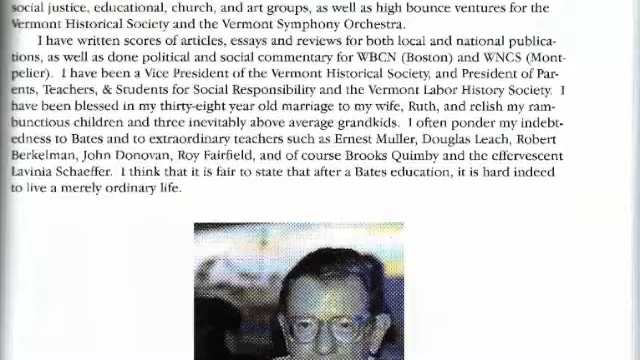 social justice, educational, church, and art groups, as well as high bounce ventures for the
Vermont Historical Society and the Vermont Symphony Orchestra.
I have written scores of articles, essays and reviews for both local and national publica-
tions, as well as done political and social commentary for WBCN (Boston) and WNCS (Mont-
pelier). I have been a Vice President of the Vermont Historical Society, and President of Par-
ents, Teachers, & Students for Social Responsibility and the Vermont Labor History Society. I
have been blessed in my thirty-eight year old marriage to my wife, Ruth, and relish my ram-
bunctious children and three inevitably above average grandkids. I often ponder my indebt-
edness to Bates and to extraordinary teachers such as Ernest Muller, Douglas Leach, Robert
Berkelman, John Donovan, Roy Fairfield, and of course Brooks Quimby and the effervescent
Lavinia Schaeffer. I think that it is fair to state that after a Bates education, it is hard indeed
to live a merely ordinary life.